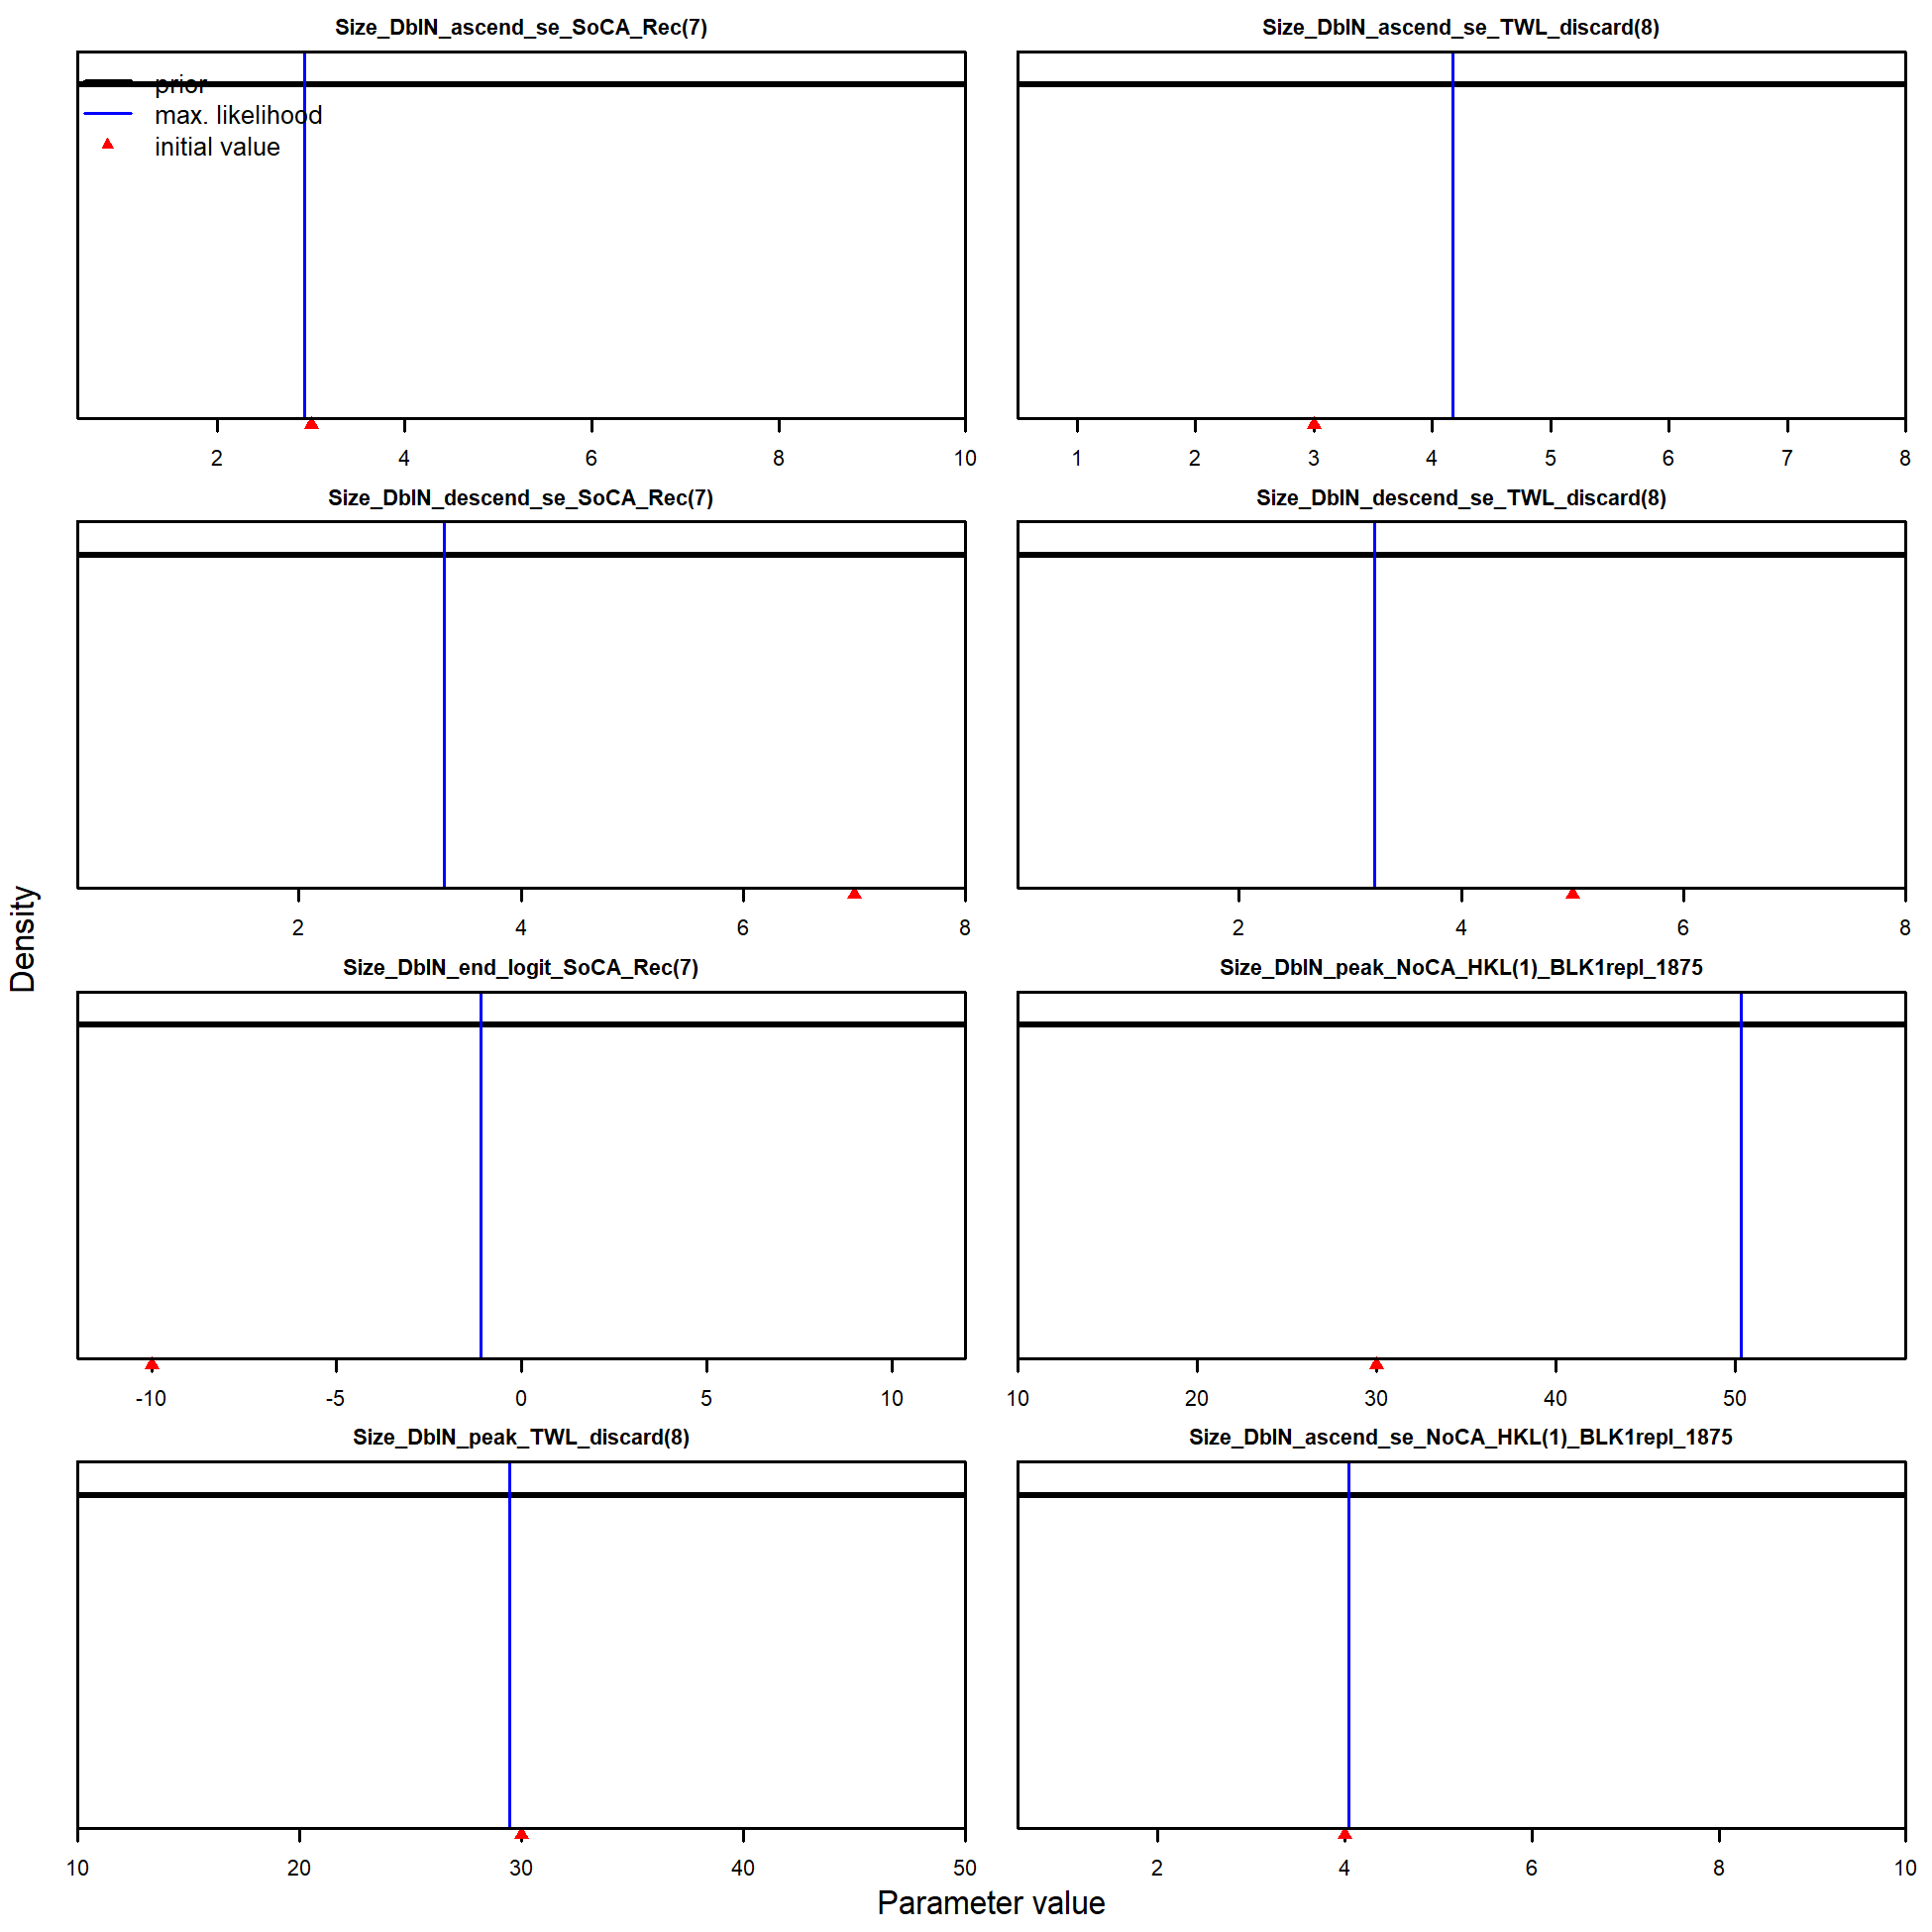 Size_DblN_ascend_se_SoCA_Rec(7)
prior
max. likelihood
initial value
2 4 6 8 10
Size_DblN_ascend_se_TWL_discard(8)
1 2 3 4 5 6 7 8
Size_DblN_descend_se_SoCA_Rec(7)
2 4 6 8
Size_DblN_descend_se_TWL_discard(8)
2 4 6 8
Size_DblN_end_logit_SoCA_Rec(7)
-10 -5 0 5 10
Size_DblN_peak_NoCA_HKL(1)_BLK1repl_1875
10 20 30 40 50
Size_DblN_peak_TWL_discard(8)
10 20 30 40 50
Size_DblN_ascend_se_NoCA_HKL(1)_BLK1repl_1875
2 4 6 8 10
Density
Parameter value